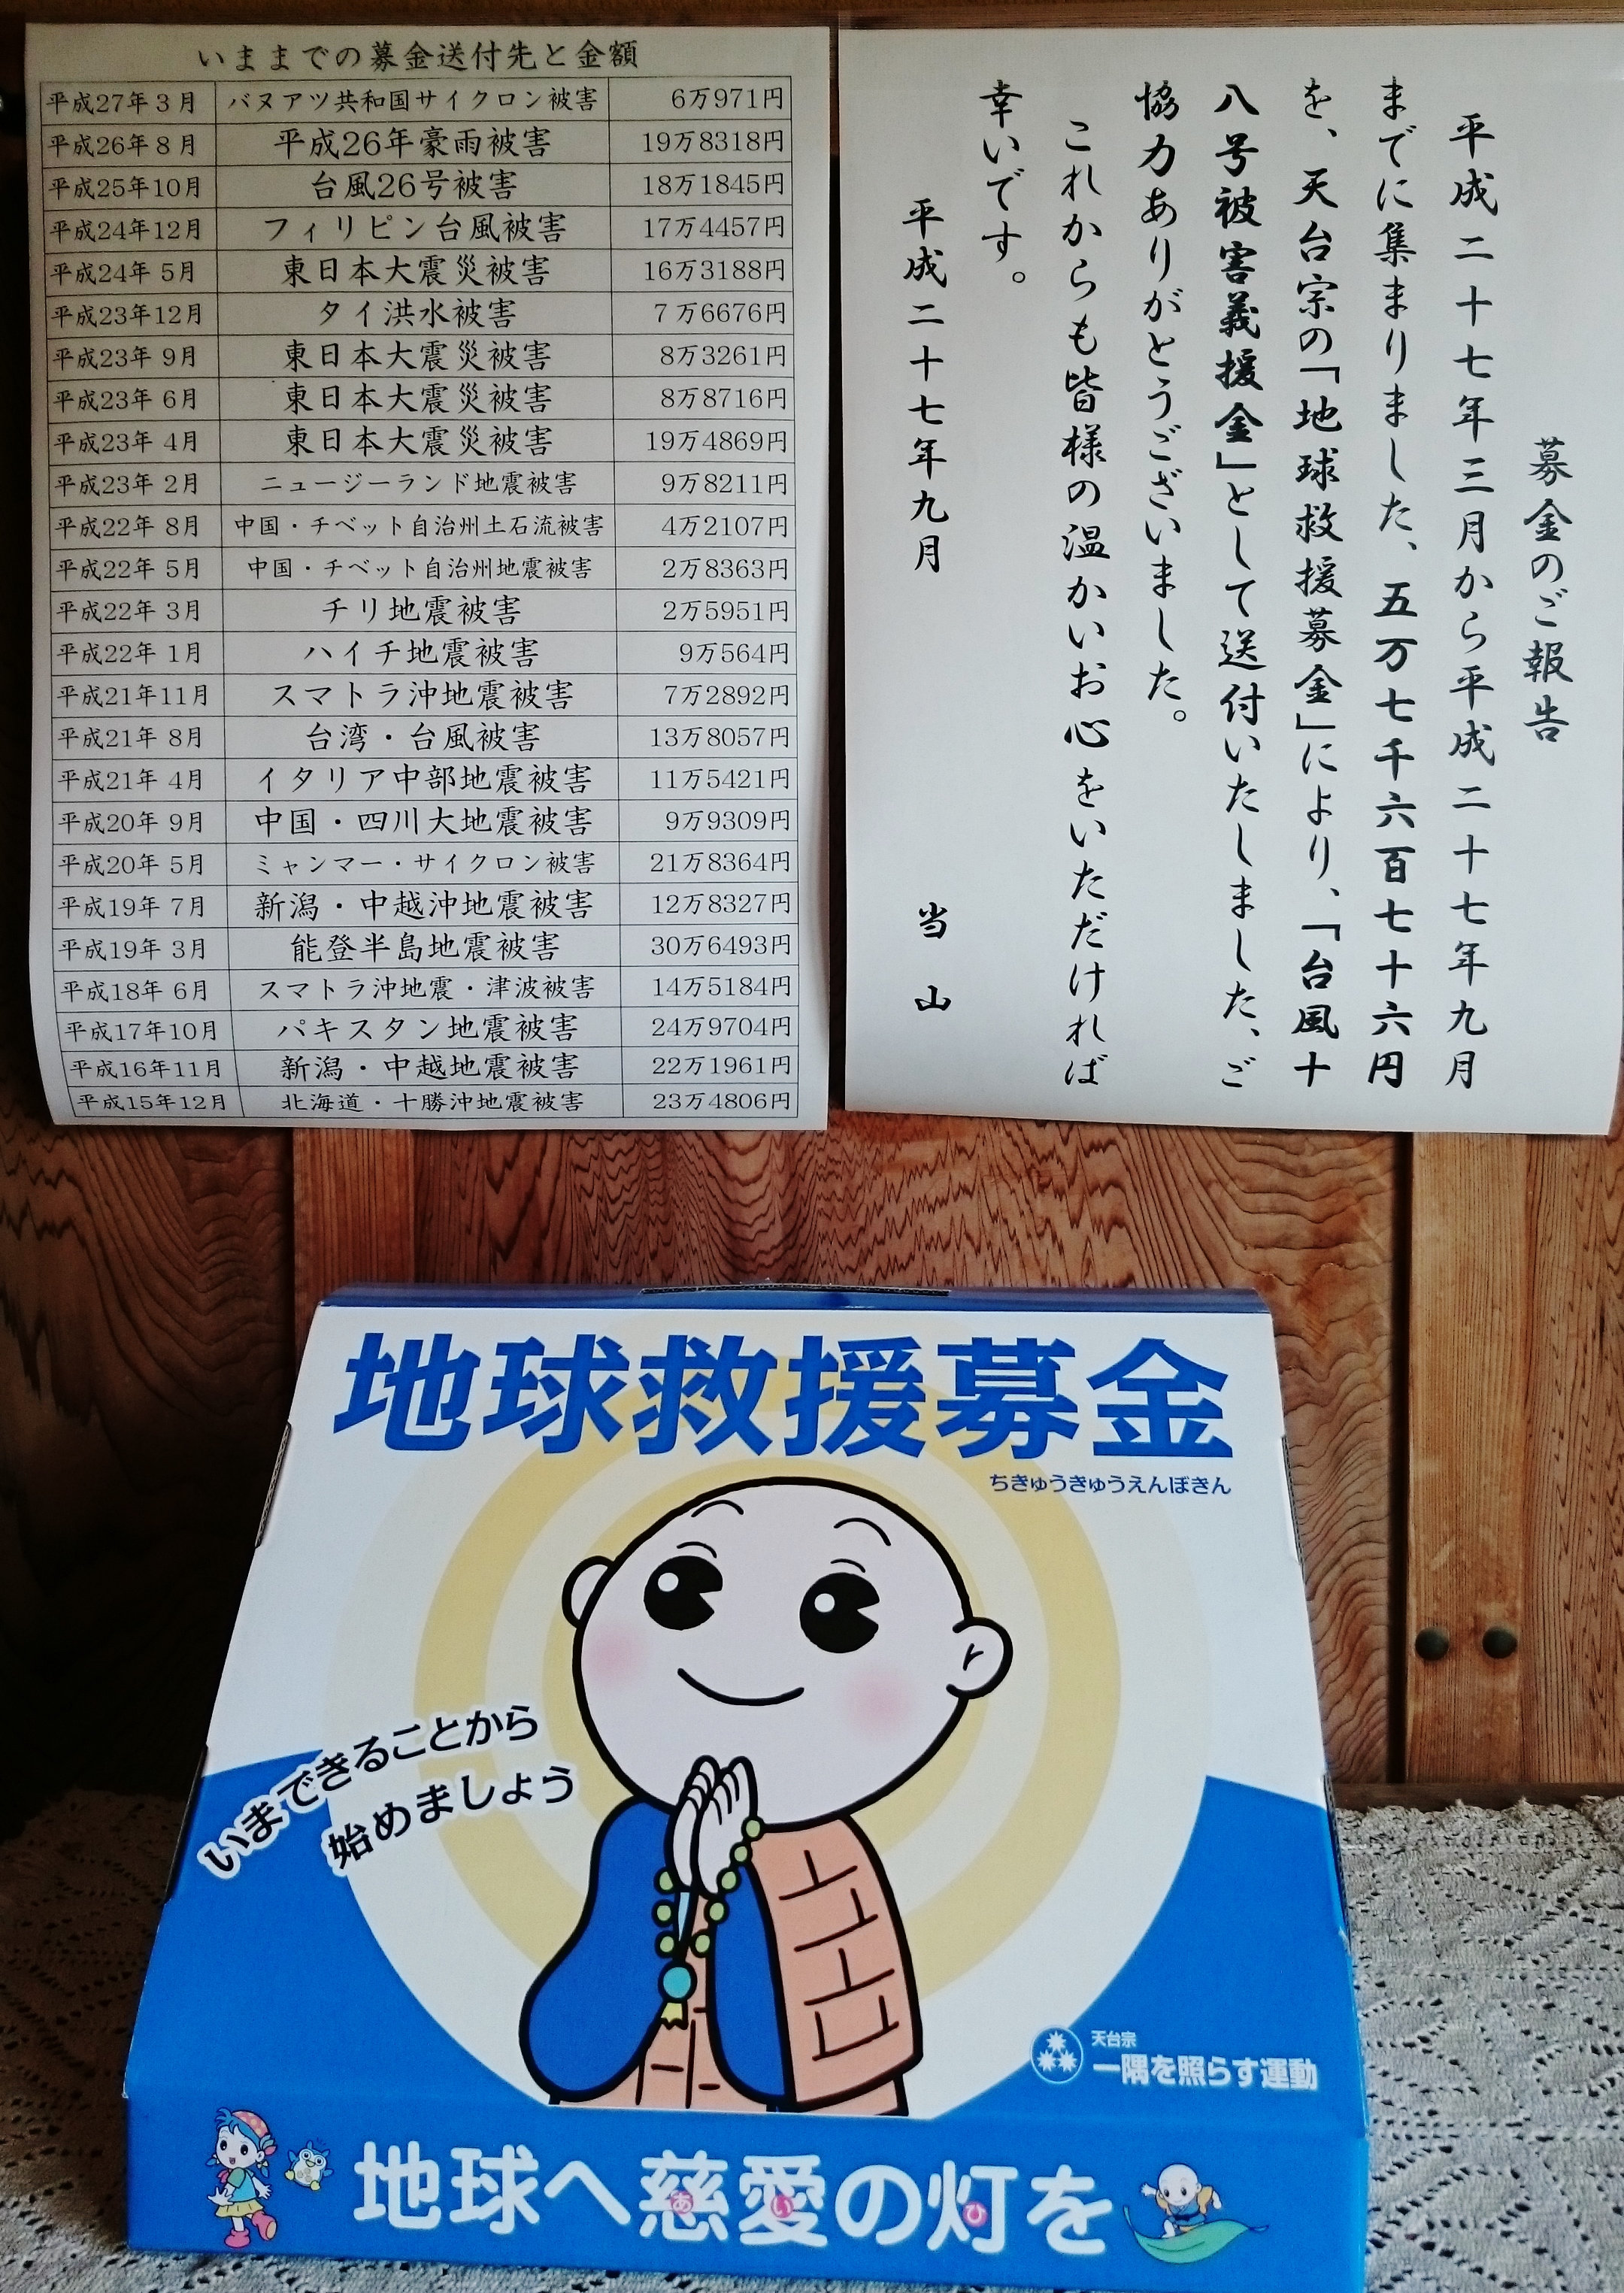 いままでの募金送付先と金額
平成27年3月 バヌアツ共和国サイクロン被害 6万971円
平成26年8月 平成26年豪雨被害 19万8318円
平成25年10月 台風26号被害 18万1845円
平成24年12月 フィリピン台風被害 17万4457円
平成24年 5月 東日本大震災被害 16万3188円
平成23年12月 タイ洪水被害 7万6676円
平成23年 9月 東日本大震災被害 8万3261円
平成23年 6月 東日本大震災被害 8万8716円
平成23年 4月 東日本大震災被害 19万4869円
平成23年 2月 ニュージーランド地震被害 9万8211円
平成22年 8月 中国・チベット自治州土石流被害 4万2107円
平成22年 5月 中国・チベット自治州地震被害 2万8363円
平成22年 3月 チリ地震被害 2万5951円
平成22年 1月 ハイチ地震被害 9万564円
平成21年11月 スマトラ沖地震被害 7万2892円
平成21年 8月 台湾・台風被害 13万8057円
平成21年 4月 イタリア中部地震被害 11万5421円
平成20年 9月 中国・四川大地震被害 9万9309円
平成20年 5月 ミャンマー・サイクロン被害 21万8364円
平成19年 7月 新潟・中越沖地震被害 12万8327円
平成19年 3月 能登半島地震被害 30万6493円
平成18年 6月 スマトラ沖地震・津波被害 14万5184円
平成17年10月 パキスタン地震被害 24万9704円
平成16年11月 新潟・中越地震被害 22万1961円
平成15年12月 北海道・十勝沖地震被害 23万4806円
募金のご報告
平成二十七年三月から平成二十七年九月
までに集まりました、五万七千六百七十六円
を、天台宗の「地球救援募金」により、「台風十
八号被害義援金」として送付いたしました、ご
協力ありがとうございました。
これからも皆様の温かいお心をいただければ
幸いです。
平成二十七年九月 当山
地球救援募金
ちきゅうきゅうえんぼきん
いまできることから
始めましょう
天台宗
一隅を照らす運動
地球へ慈愛の灯を
あ い ひ